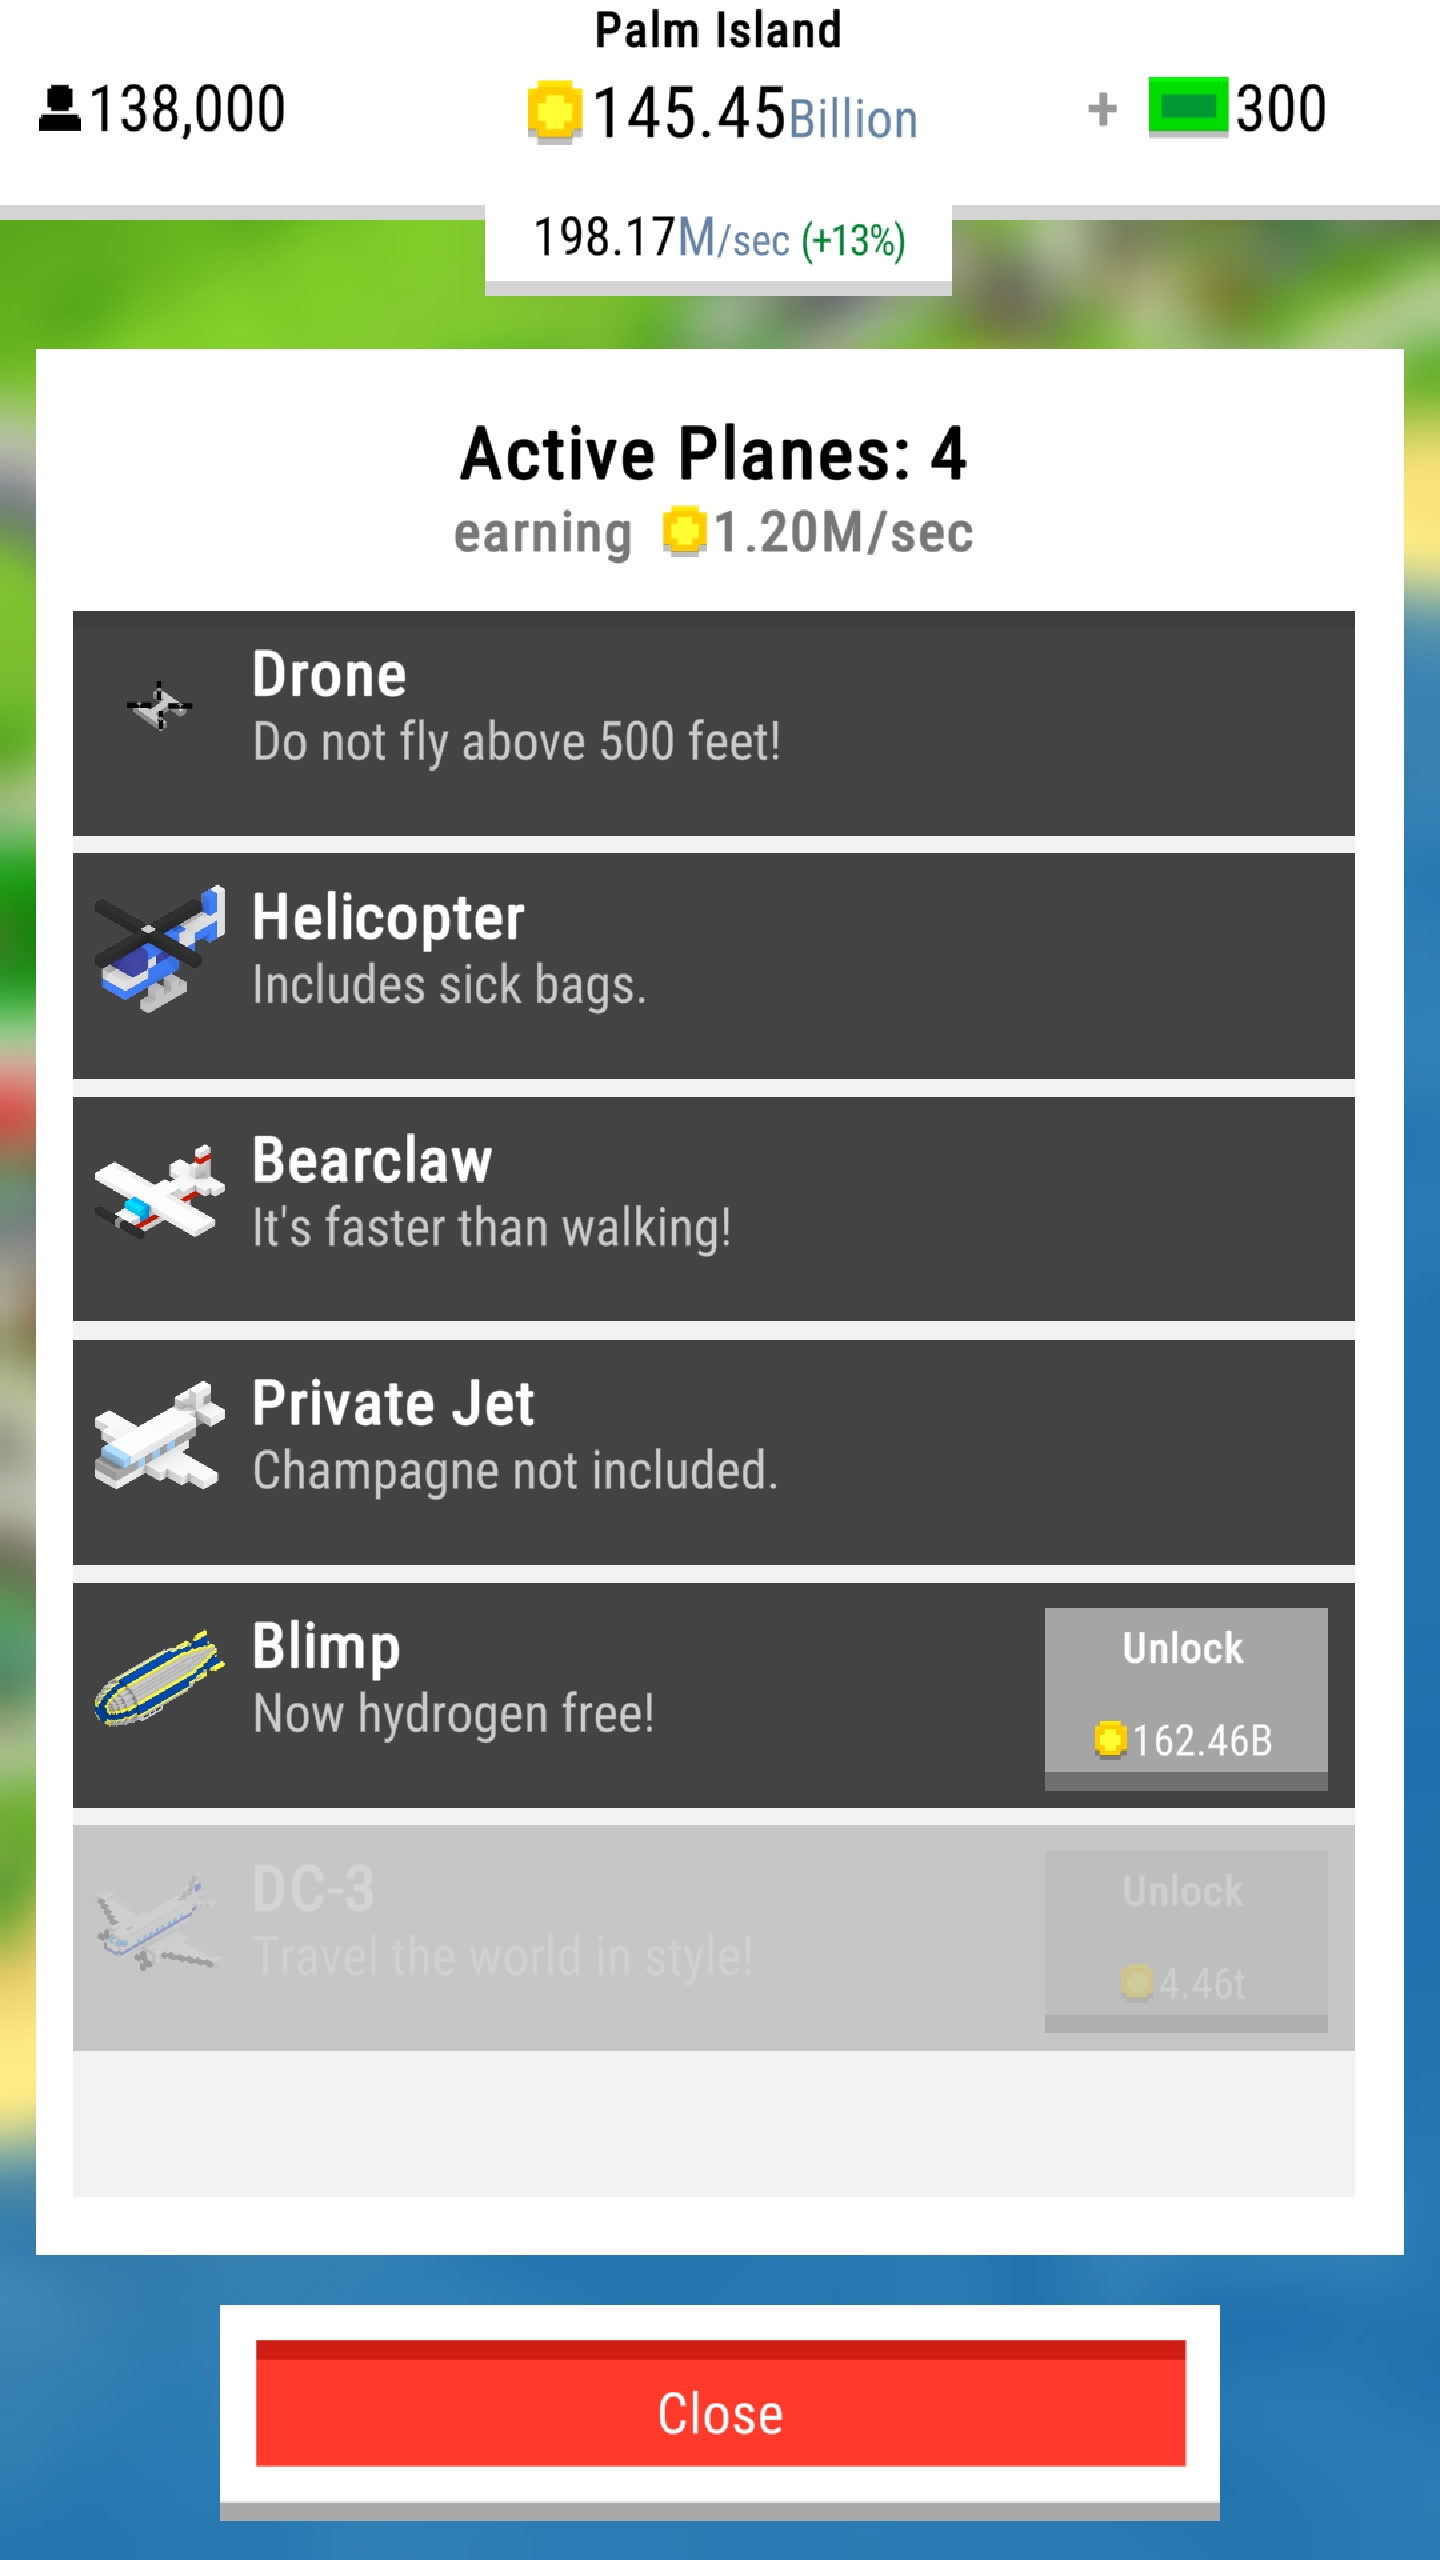 Palm Island
138,000
145.45Billion
+ 300
198.17M/sec (+13%)
Active Planes: 4
earning 1.20M/sec
Drone
Do not fly above 500 feet!
Helicopter
Includes sick bags.
Bearclaw
It's faster than walking!
Private Jet
Champagne not included.
Blimp
Now hydrogen free!
Unlock
162.46B
DC-3
Travel the world in style!
Unlock
4.46t
Close